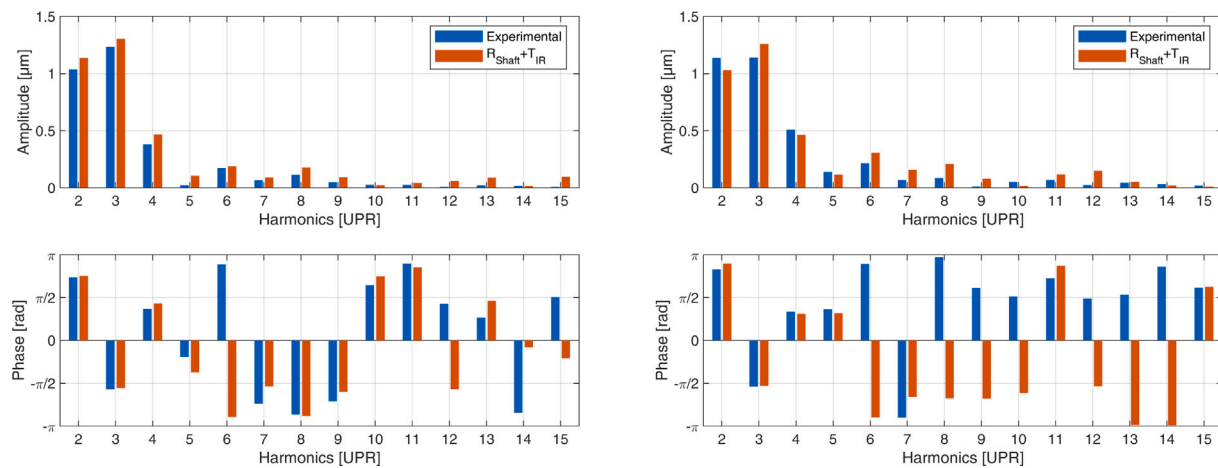 1.5
1
0.5
0
Amplitude [µm]
Experimental
R_Shaft+T_IR
2 3 4 5 6 7 8 9 10 11 12 13 14 15
Harmonics [UPR]
π
π/2
0
-π/2
-π
Phase [rad]
2 3 4 5 6 7 8 9 10 11 12 13 14 15
Harmonics [UPR]
1.5
1
0.5
0
Amplitude [µm]
Experimental
R_Shaft+T_IR
2 3 4 5 6 7 8 9 10 11 12 13 14 15
Harmonics [UPR]
π
π/2
0
-π/2
-π
Phase [rad]
2 3 4 5 6 7 8 9 10 11 12 13 14 15
Harmonics [UPR]